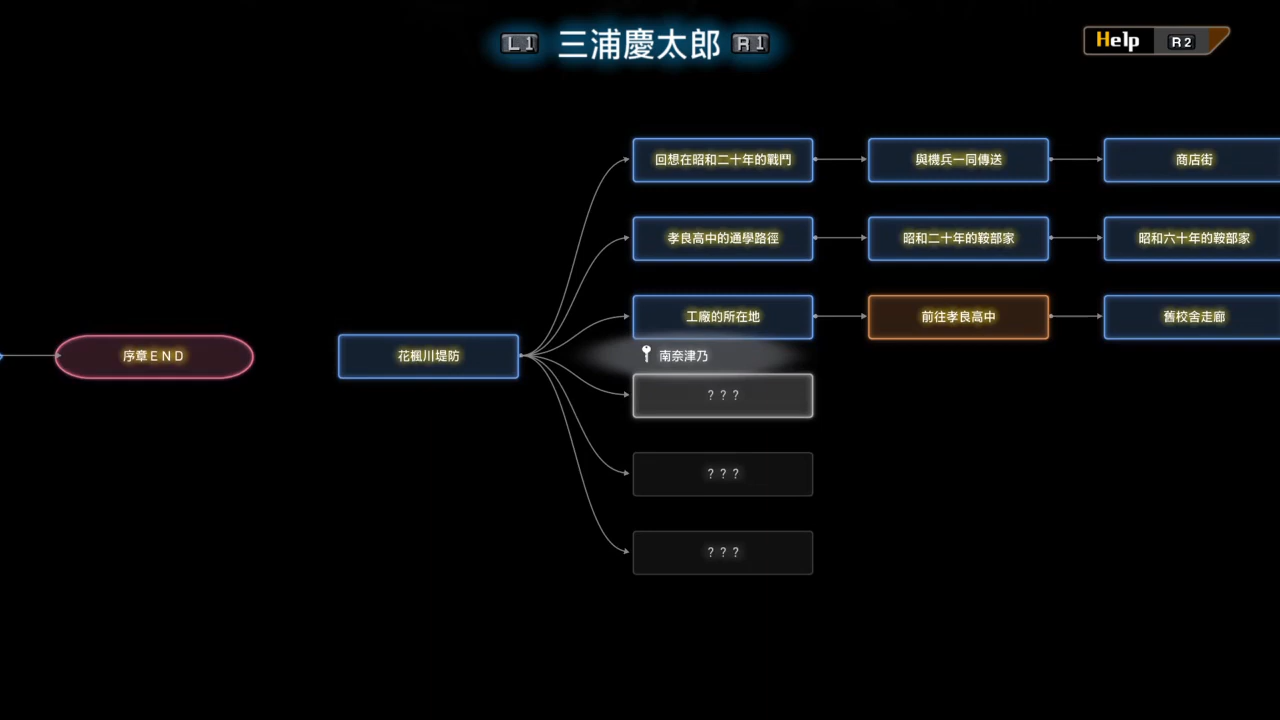 L1 三浦慶太郎 R1
Help R2
回想在昭和二十年的戰鬥 與機兵一同傳送 商店街
孝良高中的通學路徑 昭和二十年的鞍部家 昭和六十年的鞍部家
工廠的所在地 前往孝良高中 舊校舍走廊
序章END 花楓川堤防 南奈津乃
???
???
???